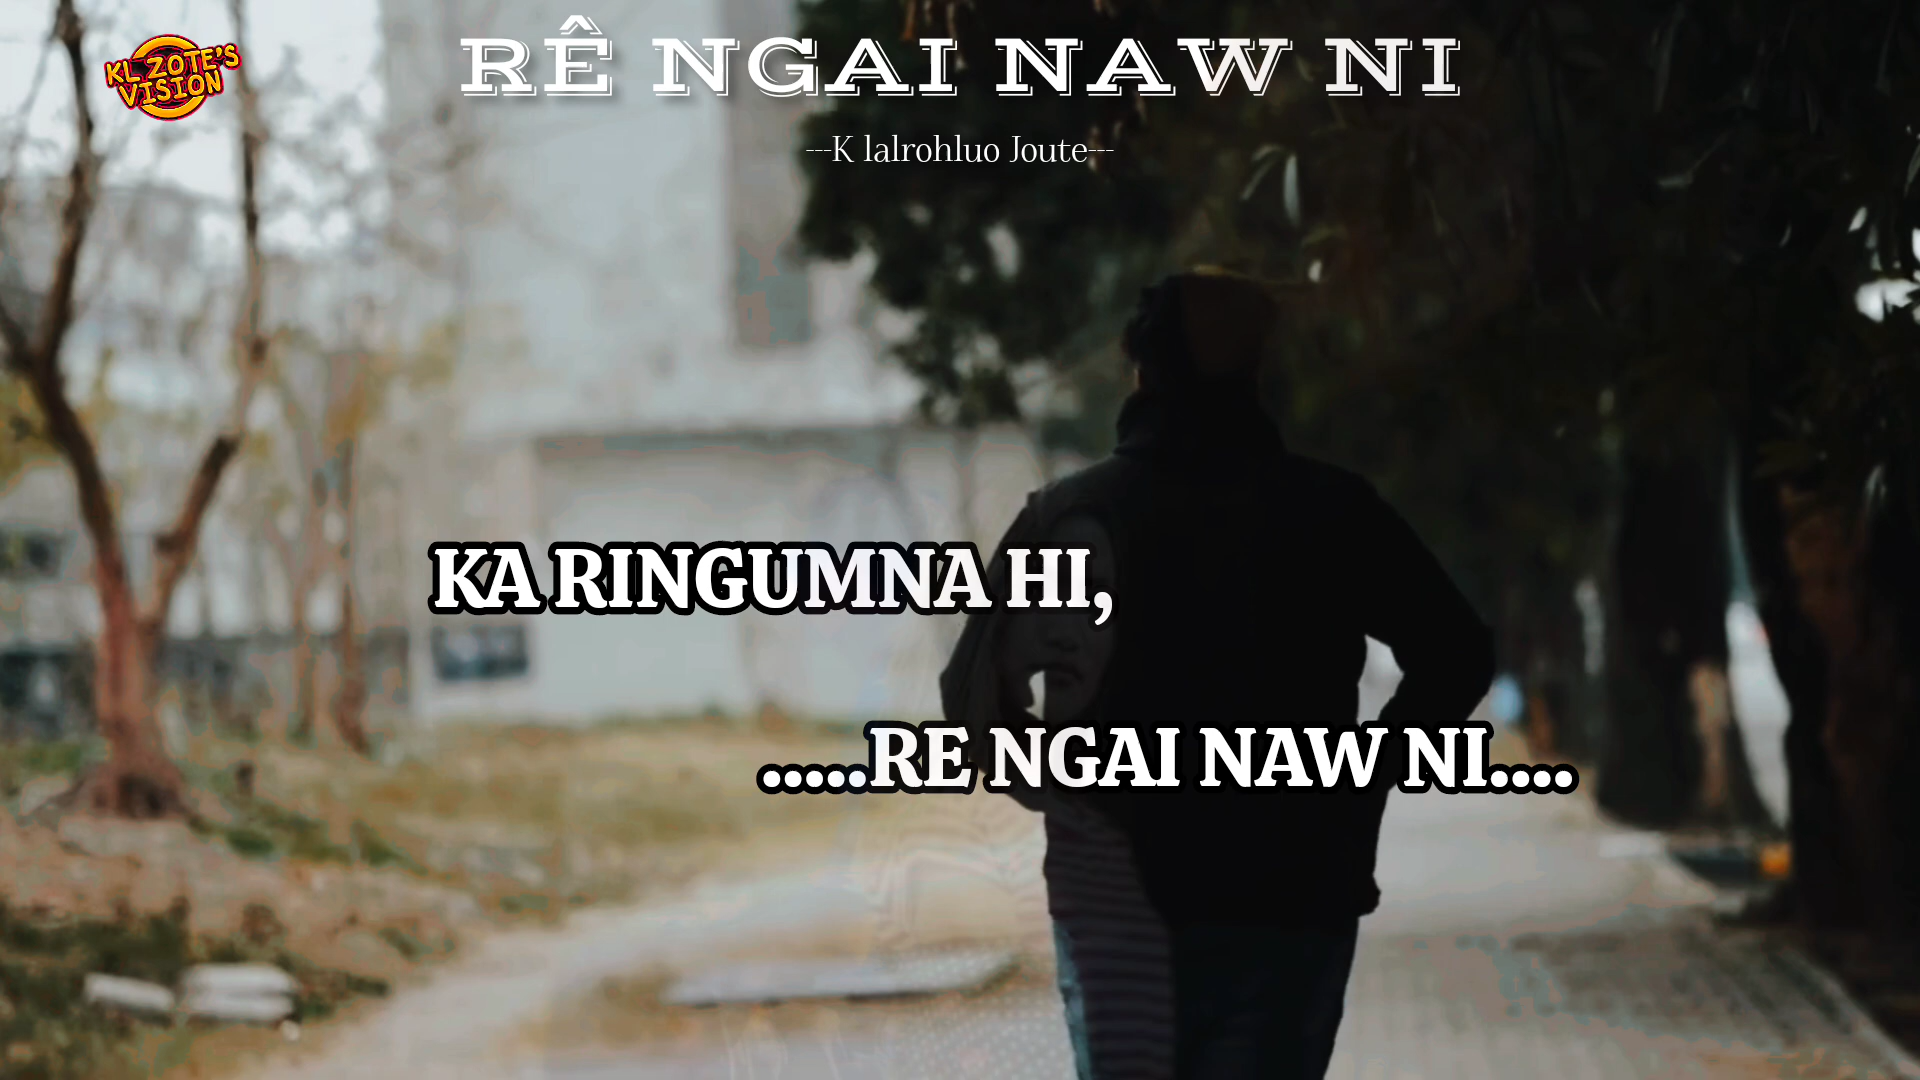 KL ZOTE'S
VISION
RÊ NGAI NAW NI
---K lalrohluo Joute---
KA RINGUMNA HI,
.....RE NGAI NAW NI....